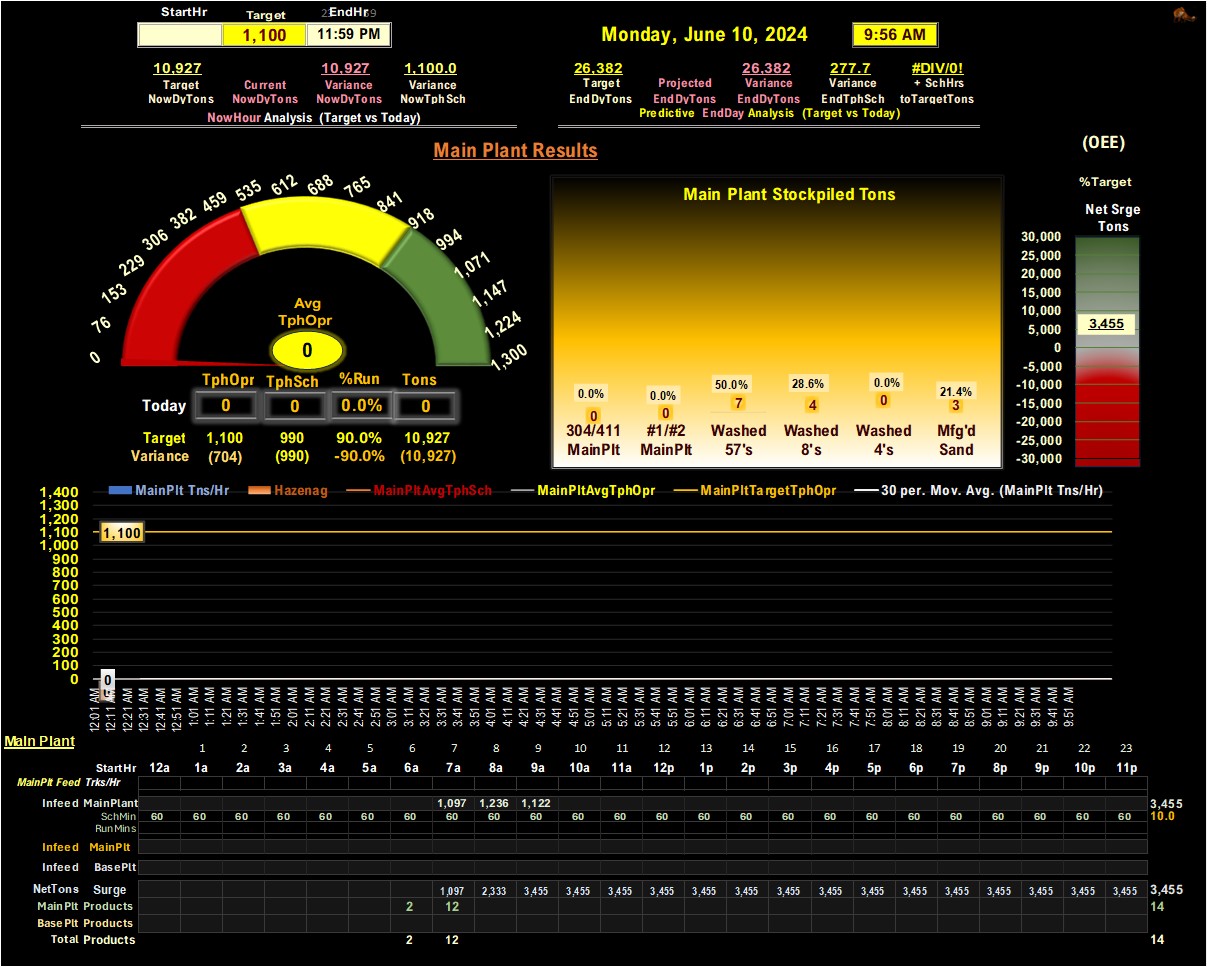 StartHr Target EndHr
1,100 11:59 PM
Monday, June 10, 2024 9:56 AM
10,927 10,927 1,100.0
Target Current Variance Variance
NowDyTons NowDyTons NowDyTons NowTphSch
NowHour Analysis (Target vs Today)
26,382 26,382 277.7 #DIV/0!
Target Projected Variance Variance + SchHrs
EndDyTons EndDyTons EndDyTons EndTphSch toTargetTons
Predictive EndDay Analysis (Target vs Today)
Main Plant Results
(OEE)
%Target
Net Srge
Tons
30,000
25,000
20,000
15,000
10,000
5,000
0
-5,000
-10,000
-15,000
-20,000
-25,000
-30,000
3,455
0
76
153
229
306
382
459
535
612
688
765
841
918
994
1,071
1,147
1,224
1,300
Avg
TphOpr
0
TphOpr TphSch %Run Tons
Today 0 0 0.0% 0
Target 1,100 990 90.0% 10,927
Variance (704) (990) -90.0% (10,927)
Main Plant Stockpiled Tons
0.0% 0.0% 50.0% 28.6% 0.0% 21.4%
0 0 7 4 0 3
304/411 #1/#2 Washed Washed Washed Mfg'd
MainPlt MainPlt 57's 8's 4's Sand
MainPlt Tns/Hr Hazenag MainPltAvgTphSch MainPltAvgTphOpr MainPltTargetTphOpr 30 per. Mov. Avg. (MainPlt Tns/Hr)
1,400
1,300
1,200
1,100
1,000
900
800
700
600
500
400
300
200
100
0
1,100
0
12:01 AM 12:11 AM 12:21 AM 12:31 AM 12:41 AM 12:51 AM 1:01 AM 1:11 AM 1:21 AM 1:31 AM 1:41 AM 1:51 AM 2:01 AM 2:11 AM 2:21 AM 2:31 AM 2:41 AM 2:51 AM 3:01 AM 3:11 AM 3:21 AM 3:31 AM 3:41 AM 3:51 AM 4:01 AM 4:11 AM 4:21 AM 4:31 AM 4:41 AM 4:51 AM 5:01 AM 5:11 AM 5:21 AM 5:31 AM 5:41 AM 5:51 AM 6:01 AM 6:11 AM 6:21 AM 6:31 AM 6:41 AM 6:51 AM 7:01 AM 7:11 AM 7:21 AM 7:31 AM 7:41 AM 7:51 AM 8:01 AM 8:11 AM 8:21 AM 8:31 AM 8:41 AM 8:51 AM 9:01 AM 9:11 AM 9:21 AM 9:31 AM 9:41 AM 9:51 AM
Main Plant
1 2 3 4 5 6 7 8 9 10 11 12 13 14 15 16 17 18 19 20 21 22 23
StartHr 12a 1a 2a 3a 4a 5a 6a 7a 8a 9a 10a 11a 12p 1p 2p 3p 4p 5p 6p 7p 8p 9p 10p 11p
MainPlt Feed Trks/Hr
Infeed MainPlant 1,097 1,236 1,122 3,455
SchMin 60 60 60 60 60 60 60 60 60 60 60 60 60 60 60 60 60 60 60 60 60 60 60 60 10.0
RunMins
Infeed MainPlt
Infeed BasePlt
NetTons Surge 1,097 2,333 3,455 3,455 3,455 3,455 3,455 3,455 3,455 3,455 3,455 3,455 3,455 3,455 3,455 3,455 3,455 3,455
MainPlt Products 2 12 14
BasePlt Products
Total Products 2 12 14